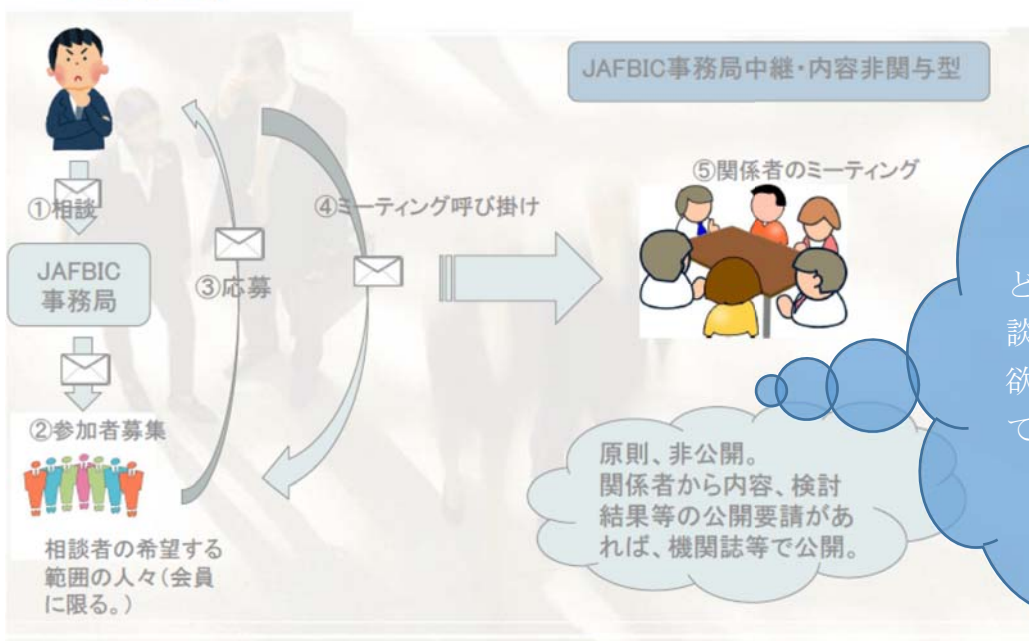 JAFBIC事務局中継・内容非関与型
①相談
JAFBIC
事務局
②参加者募集
相談者の希望する
範囲の人々(会員
に限る。)
③応募
④ミーティング呼び掛け
⑤関係者のミーティング
原則、非公開。
関係者から内容、検討
結果等の公開要請があ
れば、機関誌等で公開。
ど
談
欲
て